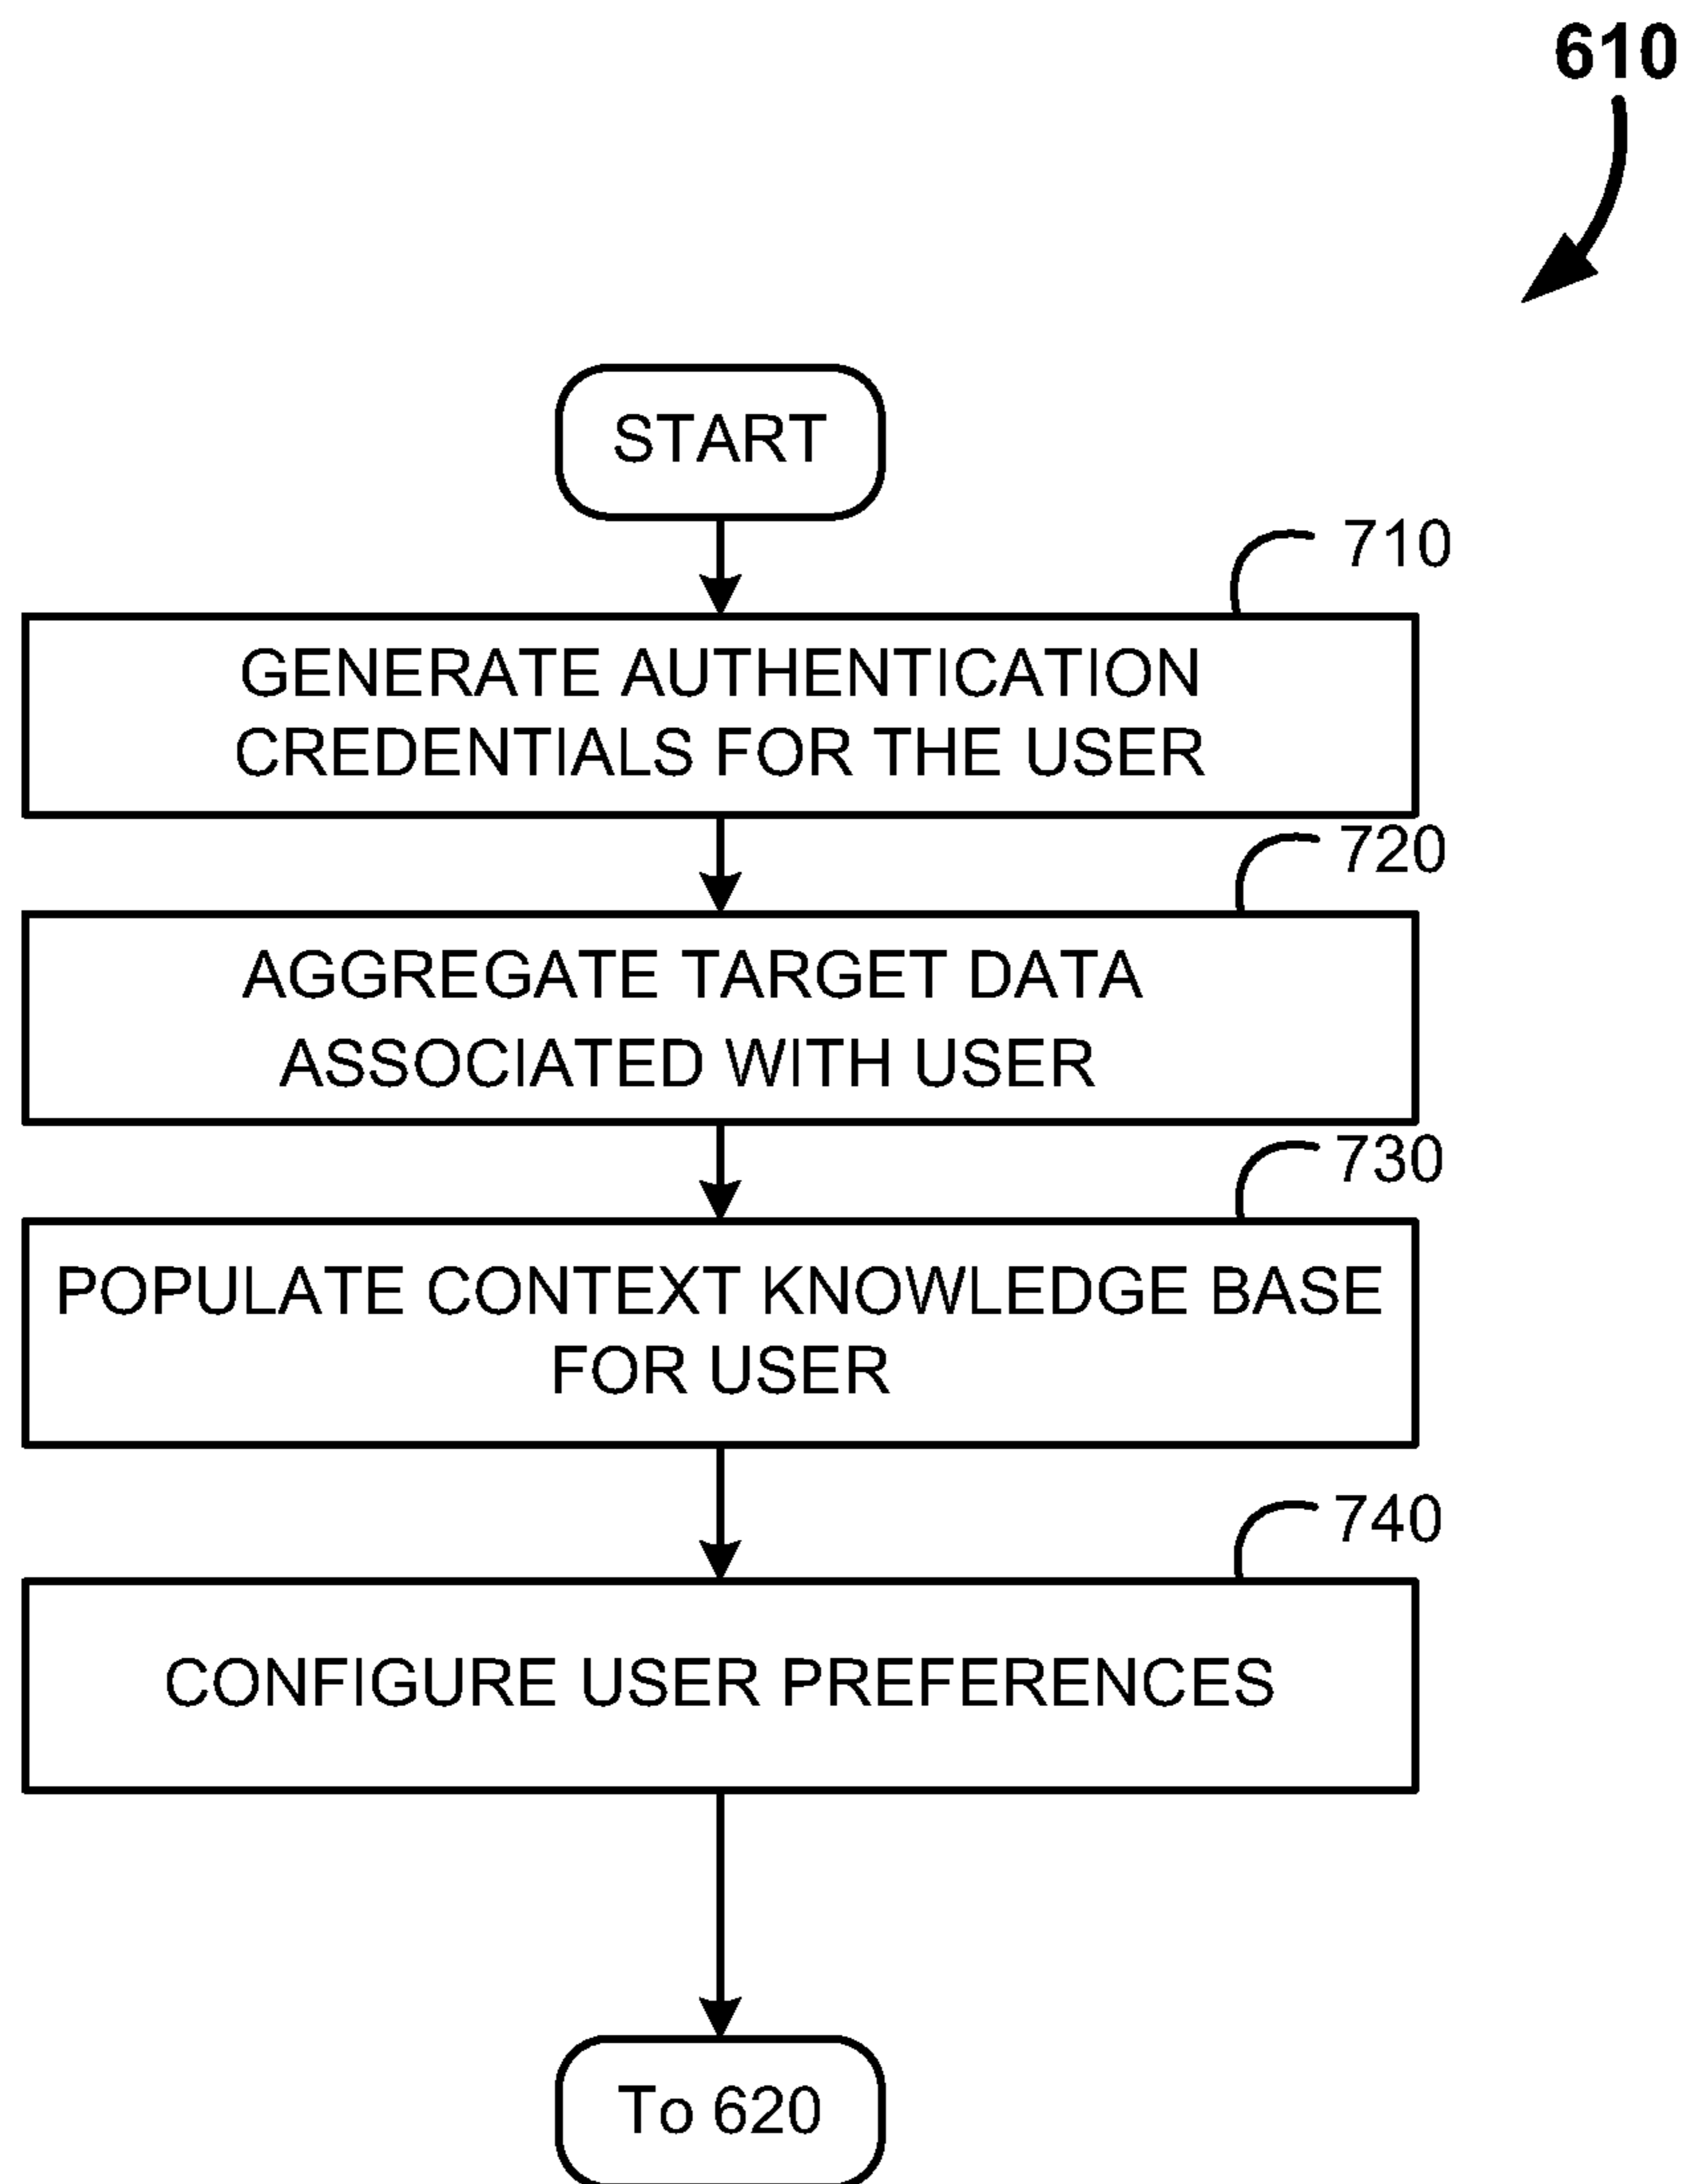 610
START
710
GENERATE AUTHENTICATION
CREDENTIALS FOR THE USER
720
AGGREGATE TARGET DATA
ASSOCIATED WITH USER
730
POPULATE CONTEXT KNOWLEDGE BASE
FOR USER
740
CONFIGURE USER PREFERENCES
To 620